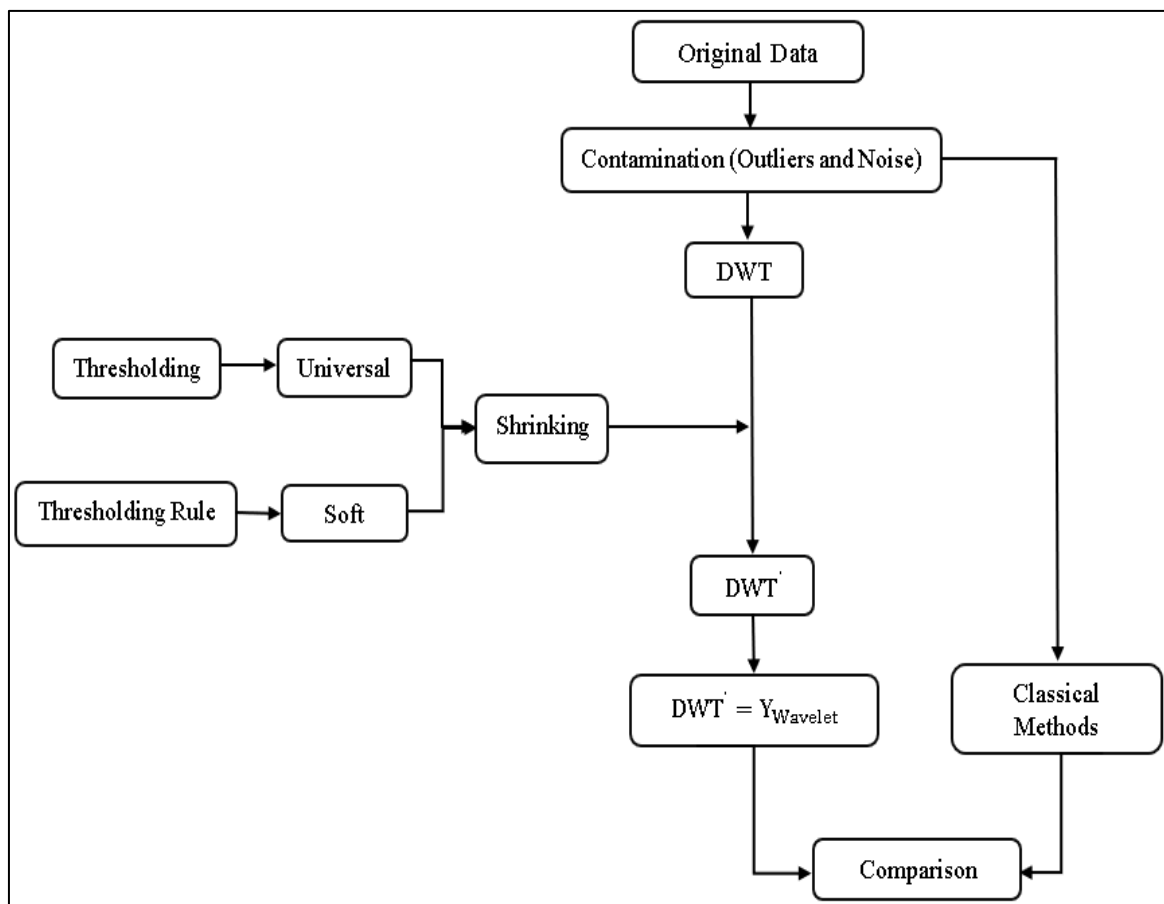 Original Data
Contamination (Outliers and Noise)
DWT
Thresholding
Universal
Shrinking
Thresholding Rule
Soft
DWT'
DWT' = Y_Wavelet
Classical
Methods
Comparison